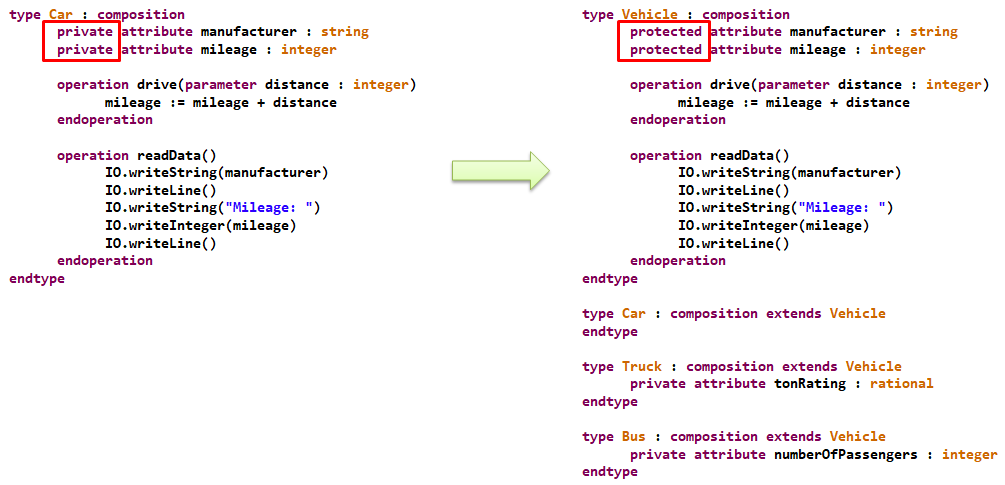 type Car : composition
private attribute manufacturer : string
private attribute mileage : integer
operation drive(parameter distance : integer)
mileage := mileage + distance
endoperation
operation readData()
IO.writeString(manufacturer)
IO.writeLine()
IO.writeString("Mileage: ")
IO.writeInteger(mileage)
IO.writeLine()
endoperation
endtype
type Vehicle : composition
protected attribute manufacturer : string
protected attribute mileage : integer
operation drive(parameter distance : integer)
mileage := mileage + distance
endoperation
operation readData()
IO.writeString(manufacturer)
IO.writeLine()
IO.writeString("Mileage: ")
IO.writeInteger(mileage)
IO.writeLine()
endoperation
endtype
type Car : composition extends Vehicle
endtype
type Truck : composition extends Vehicle
private attribute tonRating : rational
endtype
type Bus : composition extends Vehicle
private attribute numberOfPassengers : integer
endtype